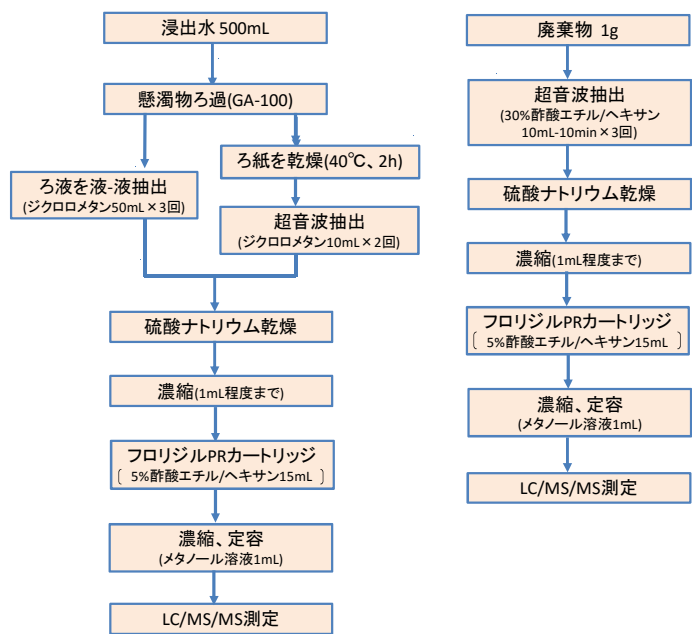 浸出水 500mL
懸濁物ろ過(GA-100)
ろ紙を乾燥(40℃、2h)
ろ液を液-液抽出
(ジクロロメタン50mL×3回)
超音波抽出
(ジクロロメタン10mL×2回)
硫酸ナトリウム乾燥
濃縮(1mL程度まで)
フロリジルPRカートリッジ
〔 5%酢酸エチル/ヘキサン15mL 〕
濃縮、定容
(メタノール溶液1mL)
LC/MS/MS測定
廃棄物 1g
超音波抽出
(30%酢酸エチル/ヘキサン
10mL-10min×3回)
硫酸ナトリウム乾燥
濃縮(1mL程度まで)
フロリジルPRカートリッジ
〔 5%酢酸エチル/ヘキサン15mL 〕
濃縮、定容
(メタノール溶液1mL)
LC/MS/MS測定